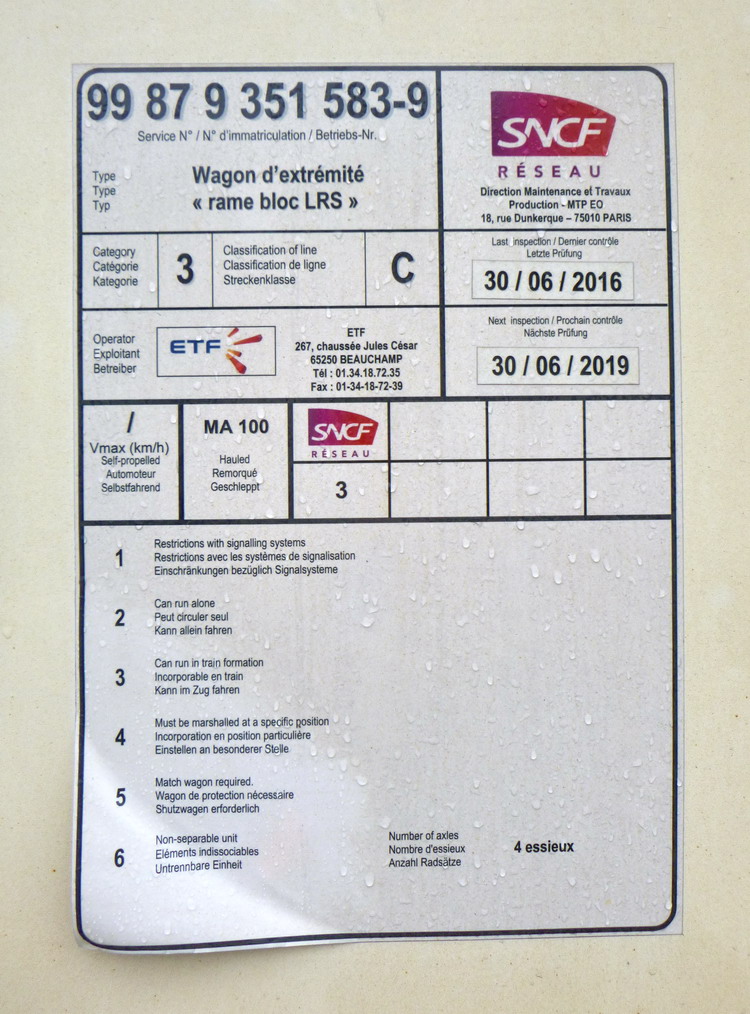 99 87 9 351 583-9
Service N° / N° d'immatriculation / Betriebs-Nr.
Type
Type
Typ
Wagon d'extrémité
« rame bloc LRS »
SNCF
RÉSEAU
Direction Maintenance et Travaux
Production - MTP EO
18, rue Dunkerque – 75010 PARIS
Category
Catégorie
Kategorie
3
Classification of line
Classification de ligne
Streckenklasse
C
Last inspection / Dernier contrôle
Letzte Prüfung
30 / 06 / 2016
Operator
Exploitant
Betreiber
ETF
ETF
267, chaussée Jules César
65250 BEAUCHAMP
Tél : 01.34.18.72.35
Fax : 01-34-18-72-39
Next inspection / Prochain contrôle
Nächste Prüfung
30 / 06 / 2019
/
Vmax (km/h)
Self-propelled
Automoteur
Selbstfahrend
MA 100
Hauled
Remorqué
Geschleppt
SNCF
RÉSEAU
3
1
Restrictions with signalling systems
Restrictions avec les systèmes de signalisation
Einschränkungen bezüglich Signalsysteme
2
Can run alone
Peut circuler seul
Kann allein fahren
3
Can run in train formation
Incorporable en train
Kann im Zug fahren
4
Must be marshalled at a specific position
Incorporation en position particulière
Einstellen an besonderer Stelle
5
Match wagon required.
Wagon de protection nécessaire
Shutzwagen erforderlich
6
Non-separable unit
Eléments indissociables
Untrennbare Einheit
Number of axles
Nombre d'essieux
Anzahl Radsätze
4 essieux